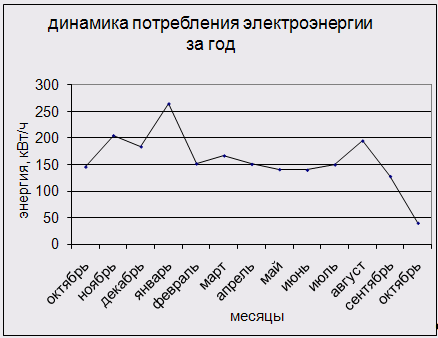 динамика потребления электроэнергии
за год
энергия, кВт/ч
300
250
200
150
100
50
0
октябрь
ноябрь
декабрь
январь
февраль
март
апрель
май
июнь
июль
август
сентябрь
октябрь
месяцы